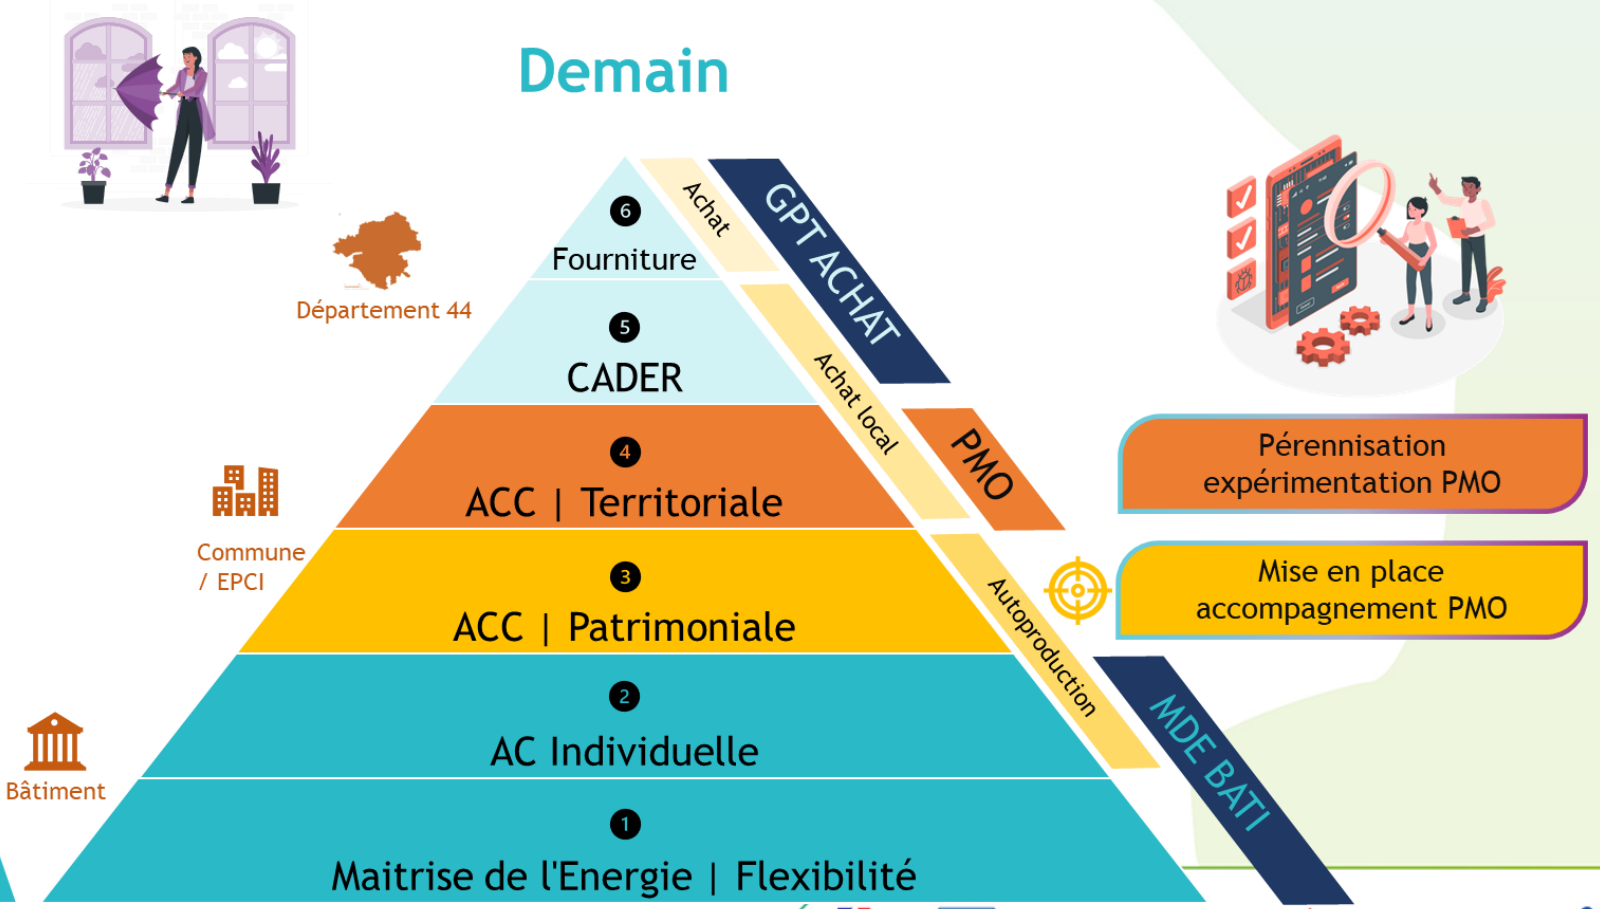 Demain
6
Fourniture
Achat
GPT ACHAT
Département 44
5
CADER
Achat local
4
ACC | Territoriale
PMO
Pérennisation
expérimentation PMO
Commune
/ EPCI
3
ACC | Patrimoniale
Autoproduction
Mise en place
accompagnement PMO
2
AC Individuelle
MDE BATI
Bâtiment
1
Maitrise de l'Energie | Flexibilité